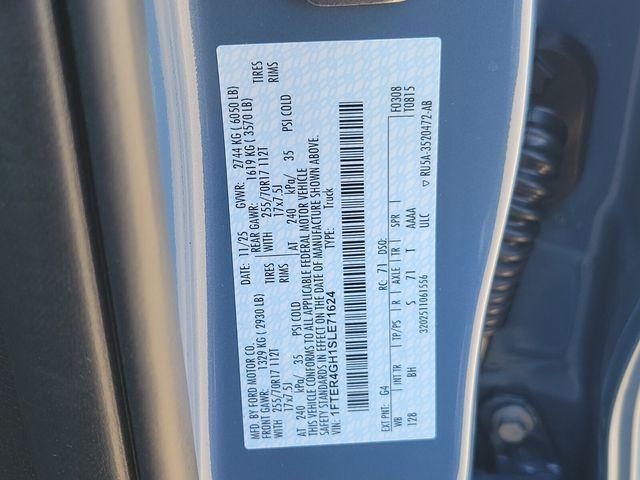 MFD. BY FORD MOTOR CO. DATE: 11/25 GVWR: 2744 KG ( 6050 LB)
FRONT GAWR: 1329 KG ( 2930 LB) REAR GAWR: 1619 KG ( 3570 LB)
WITH 255/70R17 112T TIRES WITH 255/70R17 112T TIRES
17x7.5J RIMS 17x7.5J RIMS
AT 240 kPa/ 35 PSI COLD AT 240 kPa/ 35 PSI COLD
THIS VEHICLE CONFORMS TO ALL APPLICABLE FEDERAL MOTOR VEHICLE
SAFETY STANDARDS IN EFFECT ON THE DATE OF MANUFACTURE SHOWN ABOVE.
VIN: 1FTER4GH1SLE71624 TYPE: Truck
EXT PNT: G4 RC: 71 DSO: F0308
T0815
WB INT TR TP/PS R AXLE TR SPR
128 BH S 71 T AAAA
ULC
3202511061556 ▽ RU5A-3520472-AB